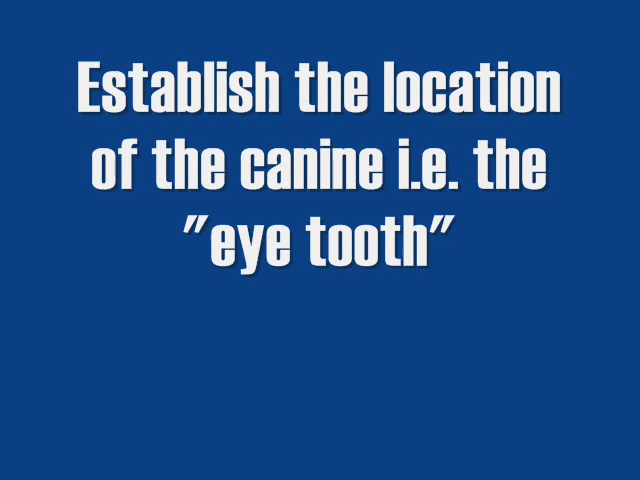 Establish the location
of the canine i.e. the
"eye tooth"